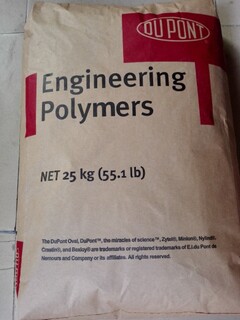 DU PONT
Engineering
Polymers
NET 25 kg (55.1 lb)
The DuPont Oval, DuPont™, the miracles of science™, Zytel®, Minlon®,
Crastin®, and Rynite® are trademarks or registered trademarks of E.I. du Pont de
Nemours and Company or its affiliates. All rights reserved.